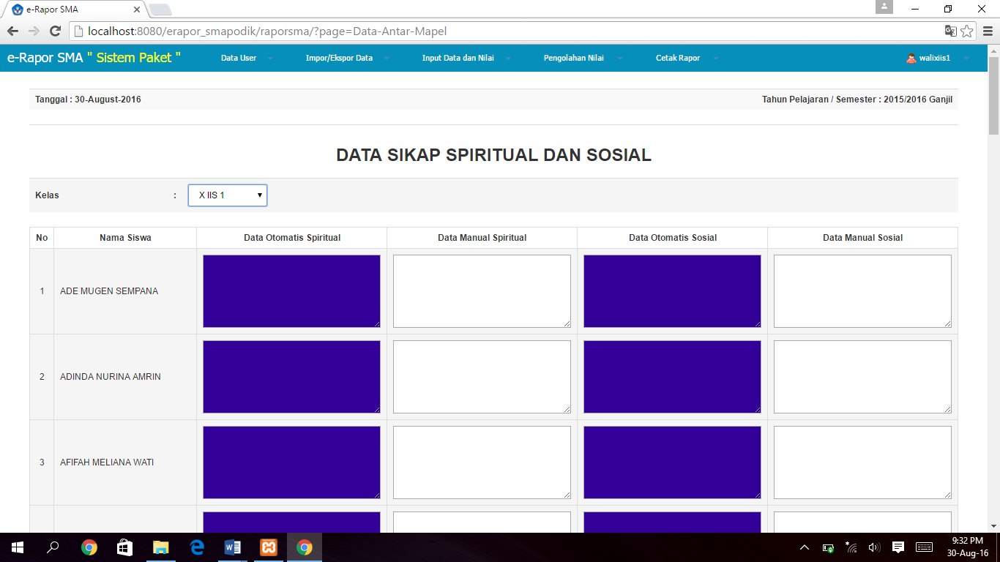 e-Rapor SMA
localhost:8080/erapor_smapodik/raporsma/?page=Data-Antar-Mapel
e-Rapor SMA " Sistem Paket " Data User Impor/Ekspor Data Input Data dan Nilai Pengolahan Nilai Cetak Rapor walixiis1
Tanggal : 30-August-2016 Tahun Pelajaran / Semester : 2015/2016 Ganjil
DATA SIKAP SPIRITUAL DAN SOSIAL
Kelas : X IIS 1
No Nama Siswa Data Otomatis Spiritual Data Manual Spiritual Data Otomatis Sosial Data Manual Sosial
1 ADE MUGEN SEMPANA
2 ADINDA NURINA AMRIN
3 AFIFAH MELIANA WATI
9:32 PM
30-Aug-16